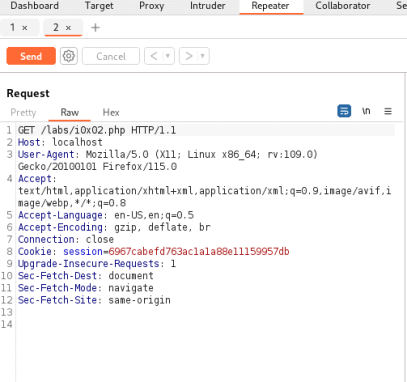 Dashboard Target Proxy Intruder Repeater Collaborator Se
1 × 2 × +
Send Cancel < >
Request
Pretty Raw Hex \n
1 GET /labs/i0x02.php HTTP/1.1
2 Host: localhost
3 User-Agent: Mozilla/5.0 (X11; Linux x86_64; rv:109.0)
Gecko/20100101 Firefox/115.0
4 Accept:
text/html,application/xhtml+xml,application/xml;q=0.9,image/avif,i
mage/webp,*/*;q=0.8
5 Accept-Language: en-US,en;q=0.5
6 Accept-Encoding: gzip, deflate, br
7 Connection: close
8 Cookie: session=6967cabefd763ac1a1a88e11159957db
9 Upgrade-Insecure-Requests: 1
10 Sec-Fetch-Dest: document
11 Sec-Fetch-Mode: navigate
12 Sec-Fetch-Site: same-origin
13
14